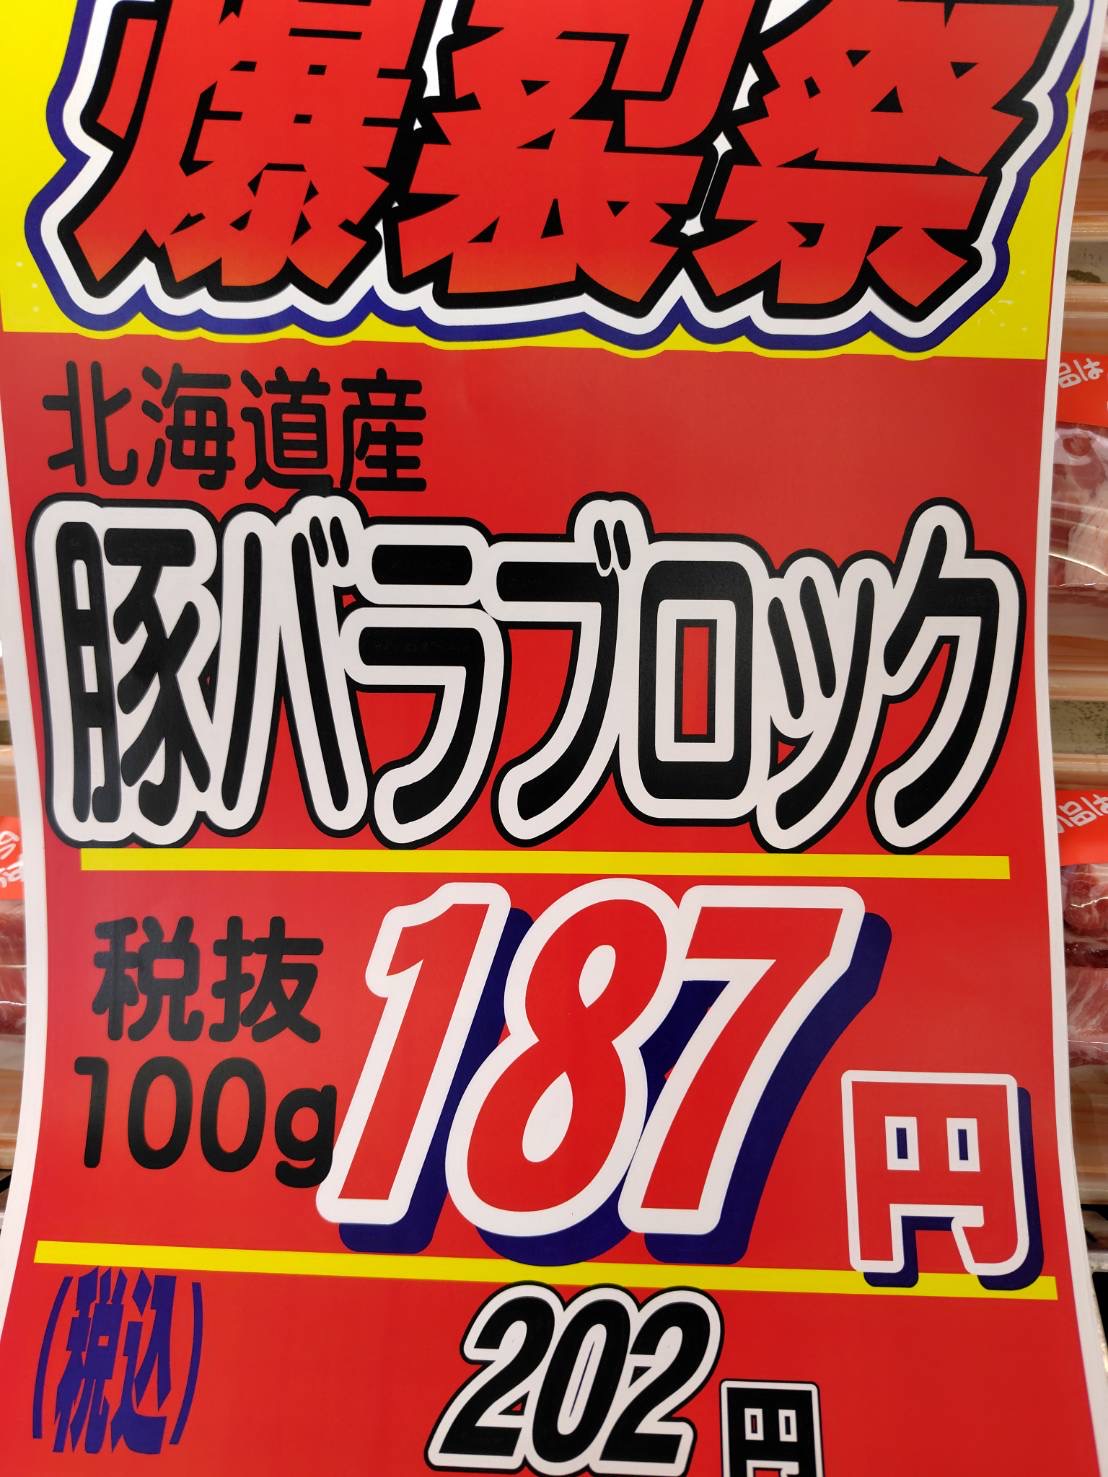 爆裂祭
北海道産
豚バラブロック
税抜
100g
187円
(税込)
202円